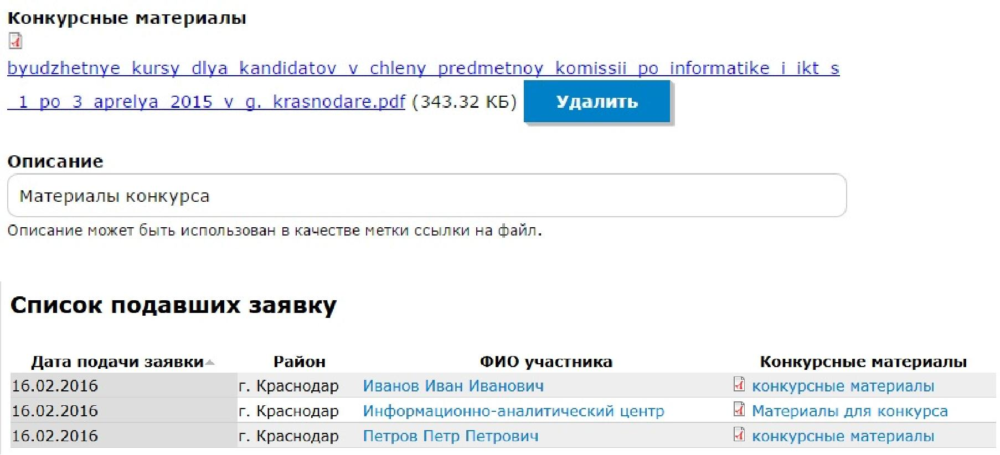 Конкурсные материалы
byudzhetnye_kursy_dlya_kandidatov_v_chleny_predmetnoy_komissii_po_informatike_i_ikt_s
_1_po_3_aprelya_2015_v_g._krasnodare.pdf (343.32 КБ) Удалить
Описание
Материалы конкурса
Описание может быть использован в качестве метки ссылки на файл.
Список подавших заявку
Дата подачи заявки Район ФИО участника Конкурсные материалы
16.02.2016 г. Краснодар Иванов Иван Иванович конкурсные материалы
16.02.2016 г. Краснодар Информационно-аналитический центр Материалы для конкурса
16.02.2016 г. Краснодар Петров Петр Петрович конкурсные материалы